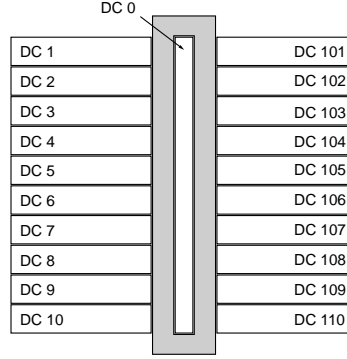 DC 0
DC 1 DC 101
DC 2 DC 102
DC 3 DC 103
DC 4 DC 104
DC 5 DC 105
DC 6 DC 106
DC 7 DC 107
DC 8 DC 108
DC 9 DC 109
DC 10 DC 110